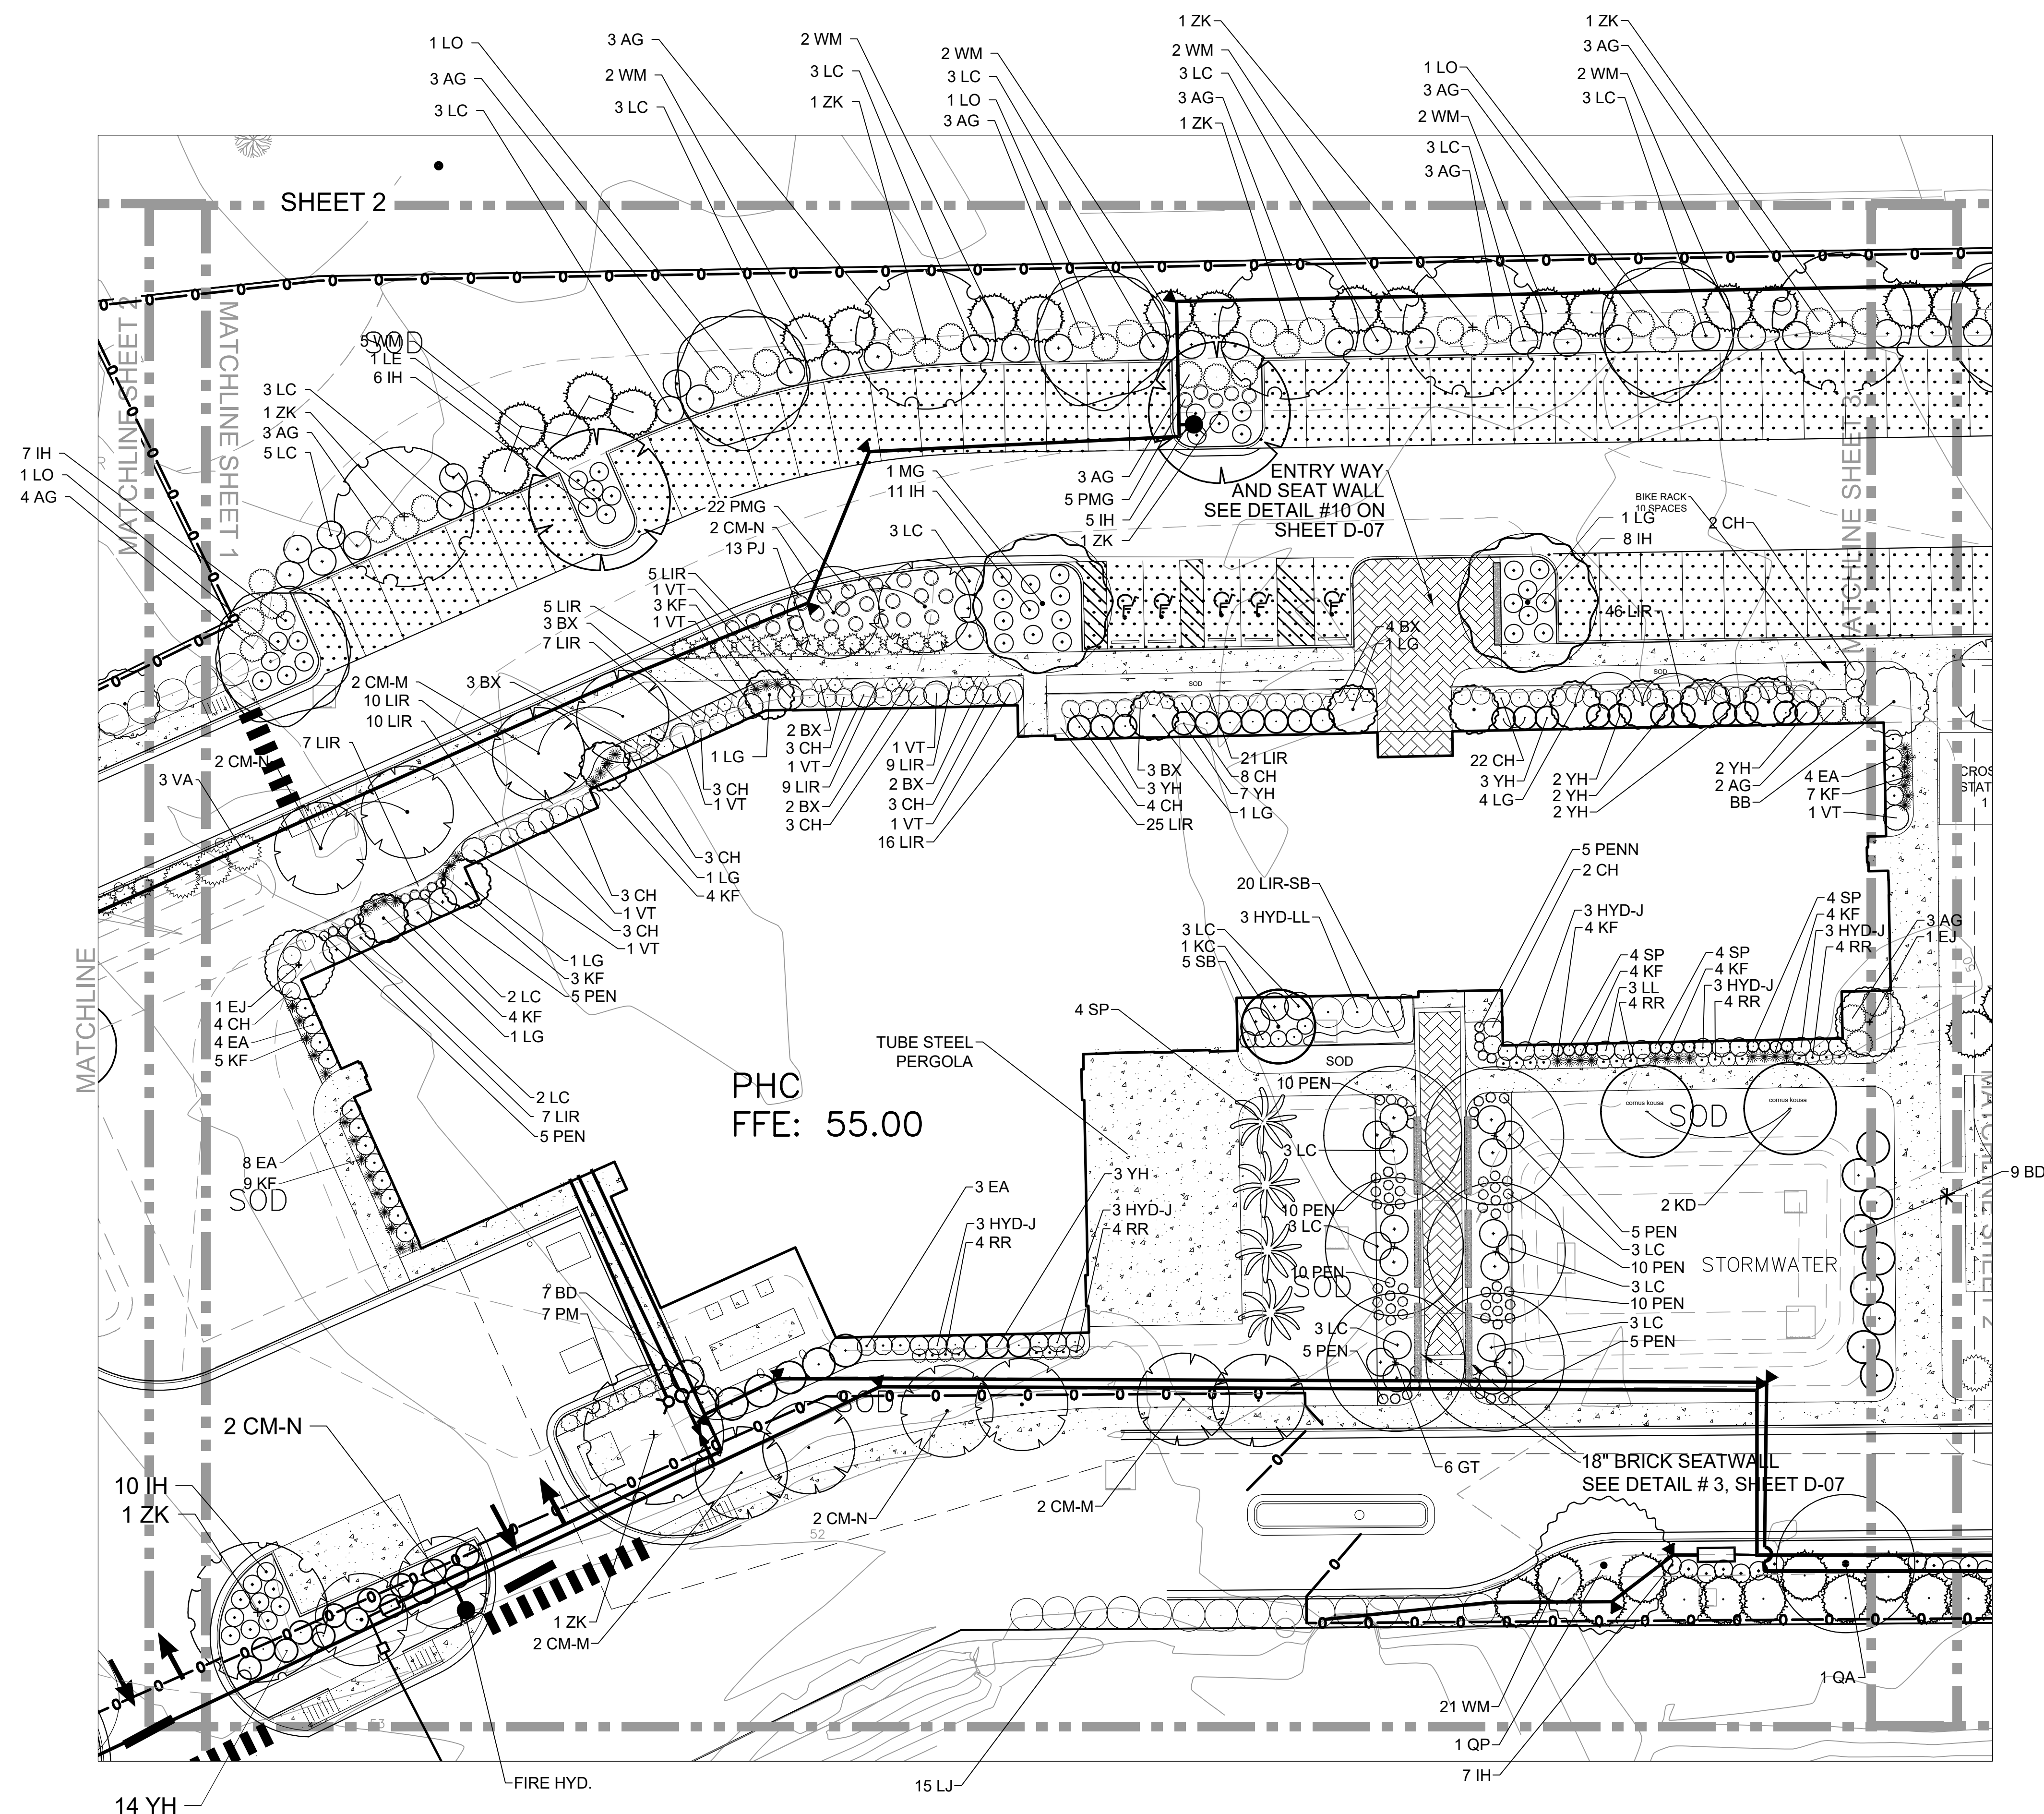 1 LO
3 AG
3 LC
3 AG
2 WM
3 LC
2 WM
3 LC
1 ZK
2 WM
3 LC
1 LO
3 AG
1 ZK
2 WM
3 LC
3 AG
1 ZK
1 LO
3 AG
2 WM
3 LC
3 AG
1 ZK
3 AG
2 WM
3 LC
SHEET 2
MATCHLINE SHEET 2
MATCHLINE SHEET 1
SOD
5 WM
1 LE
6 IH
3 LC
1 ZK
3 AG
5 LC
7 IH
1 LO
4 AG
1 MG
11 IH
22 PMG
2 CM-N
13 PJ
3 LC
3 AG
5 PMG
5 IH
1 ZK
ENTRY WAY
AND SEAT WALL
SEE DETAIL #10 ON
SHEET D-07
BIKE RACK
10 SPACES
1 LG
8 IH
2 CH
MATCHLINE SHEET 3
5 LIR
1 VT
3 KF
1 VT
5 LIR
3 BX
7 LIR
46 LIR
4 BX
1 LG
SOD
SOD
2 CM-M
10 LIR
10 LIR
3 BX
7 LIR
2 CM-N
3 VA
1 LG
3 CH
1 VT
2 BX
3 CH
1 VT
9 LIR
2 BX
3 CH
1 VT
9 LIR
2 BX
3 CH
1 VT
16 LIR
3 BX
3 YH
4 CH
25 LIR
21 LIR
8 CH
7 YH
1 LG
22 CH
3 YH
4 LG
2 YH
2 YH
2 YH
2 YH
2 AG
BB
4 EA
7 KF
1 VT
CROS
STAT
1
3 CH
1 LG
4 KF
3 CH
1 VT
3 CH
1 VT
1 LG
3 KF
5 PEN
2 LC
4 KF
1 LG
MATCHLINE
1 EJ
4 CH
4 EA
5 KF
2 LC
7 LIR
5 PEN
8 EA
9 KF
SOD
PHC
FFE: 55.00
20 LIR-SB
3 HYD-LL
3 LC
1 KC
5 SB
5 PENN
2 CH
3 HYD-J
4 KF
4 SP
4 KF
3 LL
4 RR
4 SP
4 KF
3 HYD-J
4 RR
4 SP
4 KF
3 HYD-J
4 RR
3 AG
1 EJ
50
4 SP
TUBE STEEL
PERGOLA
SOD
10 PEN
3 LC
10 PEN
3 LC
10 PEN
SOD
3 LC
5 PEN
cornus kousa
cornus kousa
SOD
2 KD
5 PEN
3 LC
10 PEN
3 LC
10 PEN
3 LC
5 PEN
STORMWATER
9 BD
MATCHLINE SHEET 2
3 EA
3 HYD-J
4 RR
3 YH
3 HYD-J
4 RR
7 BD
7 PM
SOD
2 CM-N
10 IH
1 ZK
2 CM-N
52
2 CM-M
6 GT
18" BRICK SEATWALL
SEE DETAIL # 3, SHEET D-07
1 ZK
2 CM-M
1 QA
21 WM
1 QP
7 IH
53
FIRE HYD.
15 LJ
14 YH